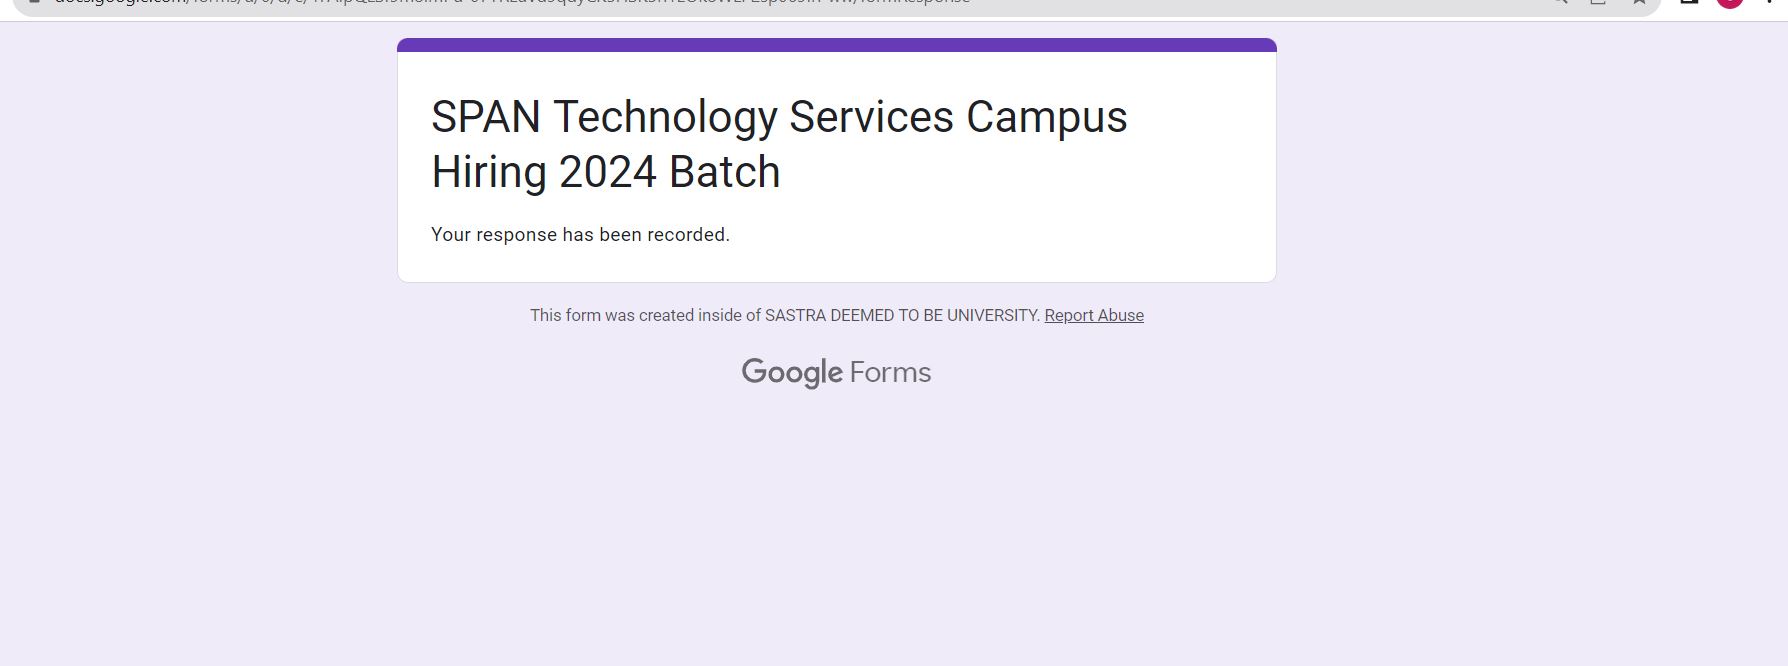 SPAN Technology Services Campus
Hiring 2024 Batch
Your response has been recorded.
This form was created inside of SASTRA DEEMED TO BE UNIVERSITY. Report Abuse
Google Forms